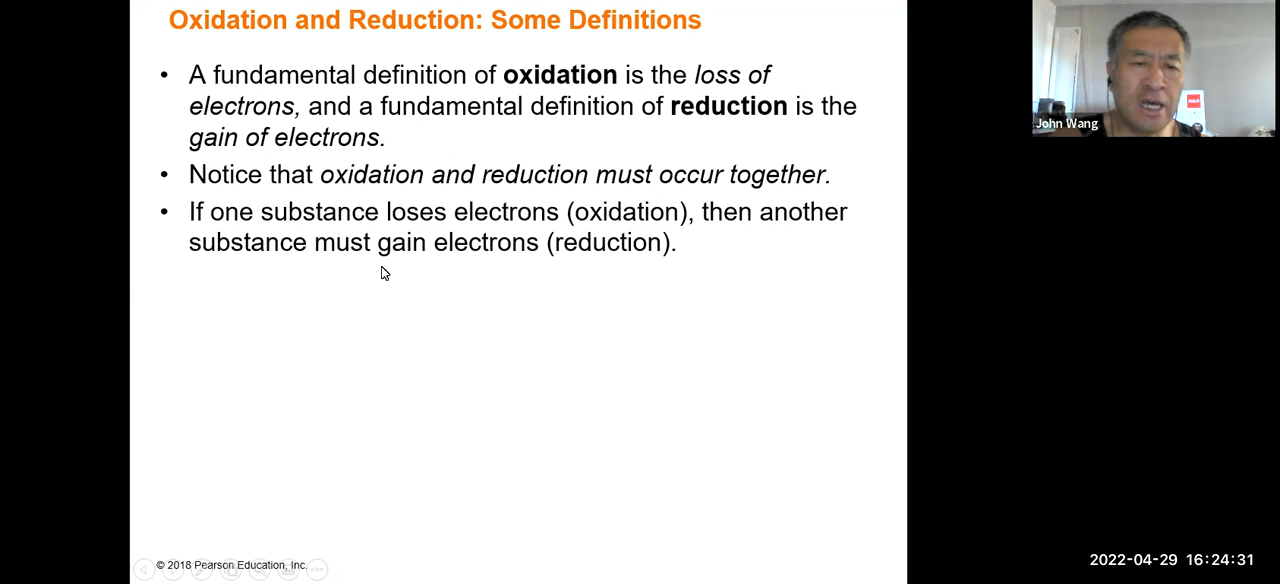 Oxidation and Reduction: Some Definitions
• A fundamental definition of oxidation is the loss of
electrons, and a fundamental definition of reduction is the
gain of electrons.
• Notice that oxidation and reduction must occur together.
• If one substance loses electrons (oxidation), then another
substance must gain electrons (reduction).
© 2018 Pearson Education, Inc.
John Wang
2022-04-29 16:24:31